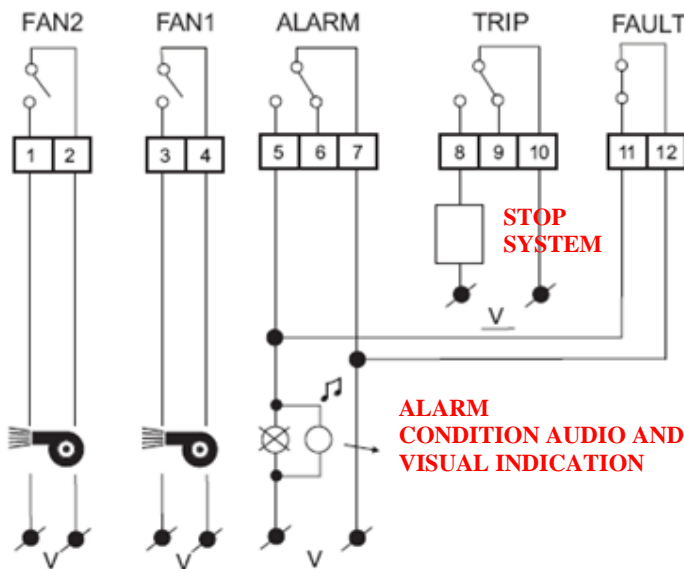 FAN2 FAN1 ALARM TRIP FAULT
1 2 3 4 5 6 7 8 9 10 11 12
STOP
SYSTEM
V
ALARM
CONDITION AUDIO AND
VISUAL INDICATION
V V V